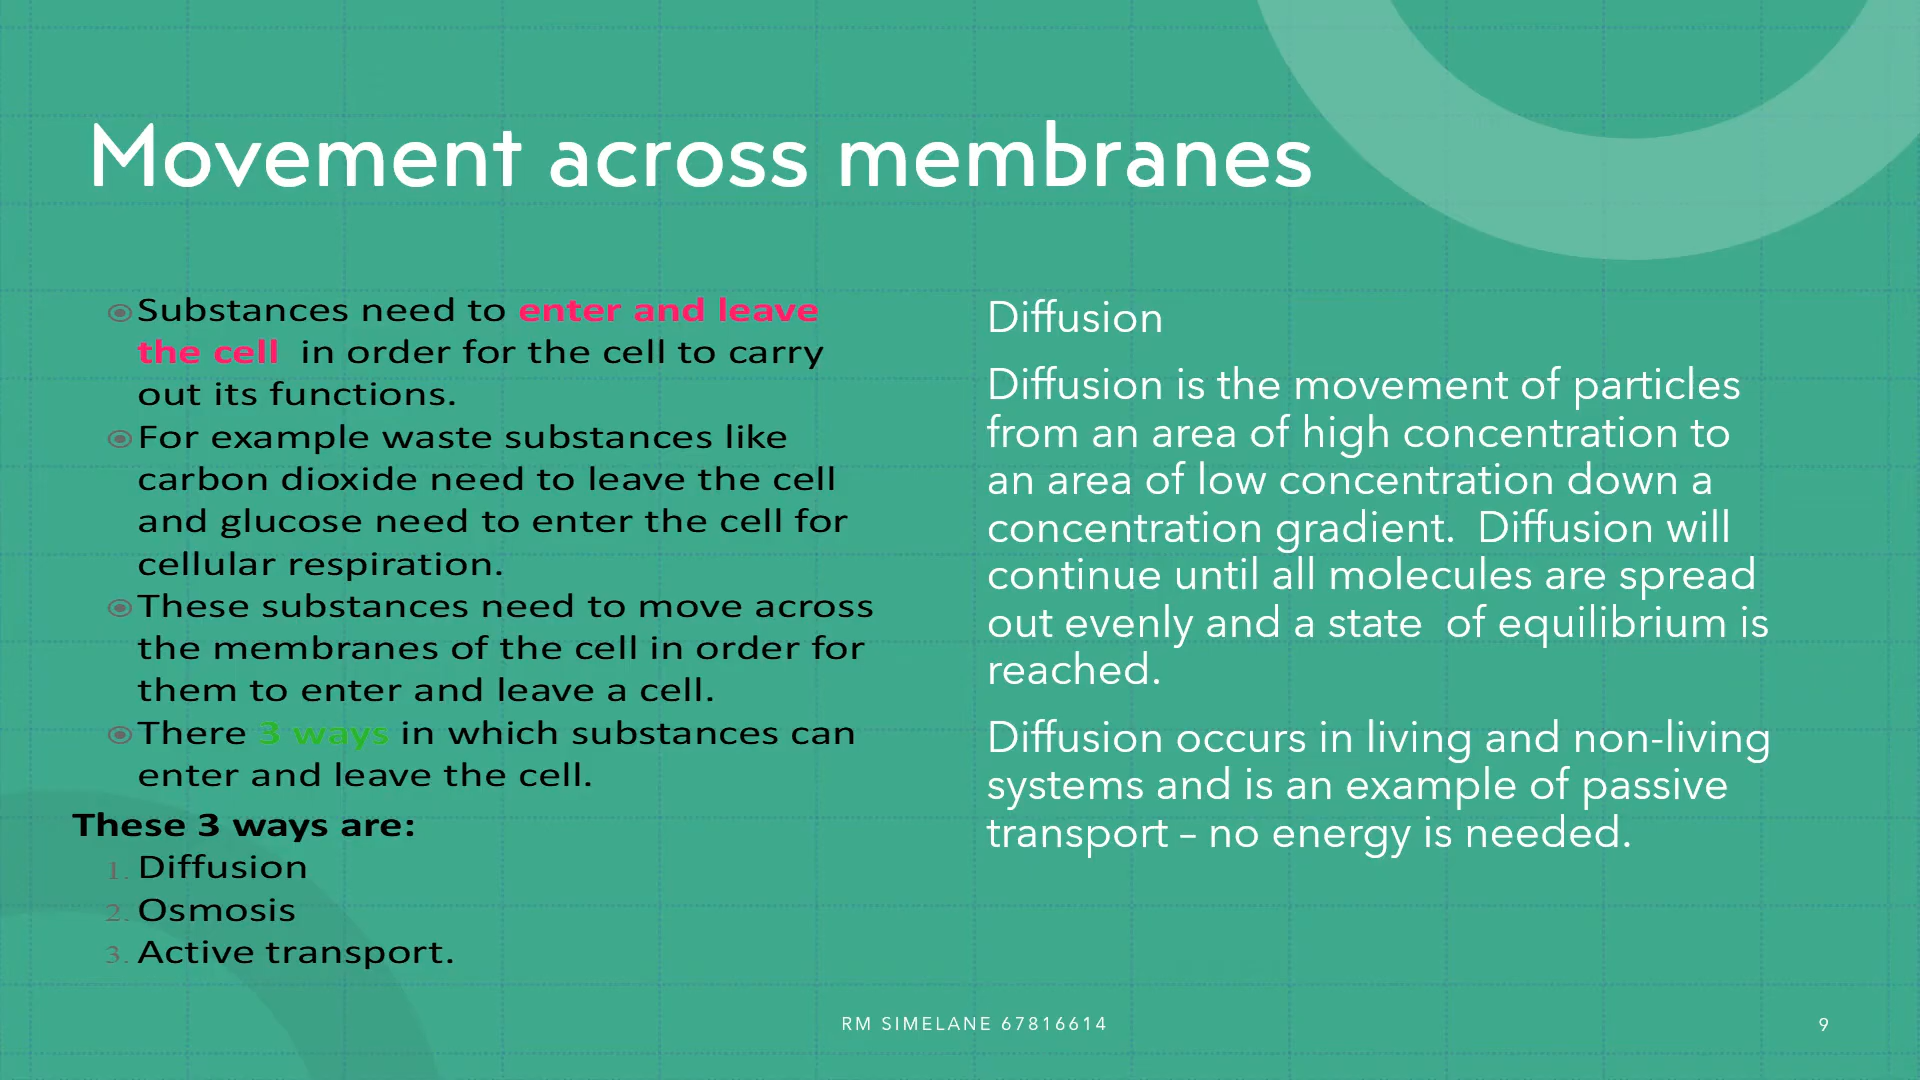 Movement across membranes
Substances need to enter and leave
the cell in order for the cell to carry
out its functions.
For example waste substances like
carbon dioxide need to leave the cell
and glucose need to enter the cell for
cellular respiration.
These substances need to move across
the membranes of the cell in order for
them to enter and leave a cell.
There 3 ways in which substances can
enter and leave the cell.
These 3 ways are:
1. Diffusion
2. Osmosis
3. Active transport.
Diffusion
Diffusion is the movement of particles
from an area of high concentration to
an area of low concentration down a
concentration gradient. Diffusion will
continue until all molecules are spread
out evenly and a state of equilibrium is
reached.
Diffusion occurs in living and non-living
systems and is an example of passive
transport – no energy is needed.
RM SIMELANE 67816614
9